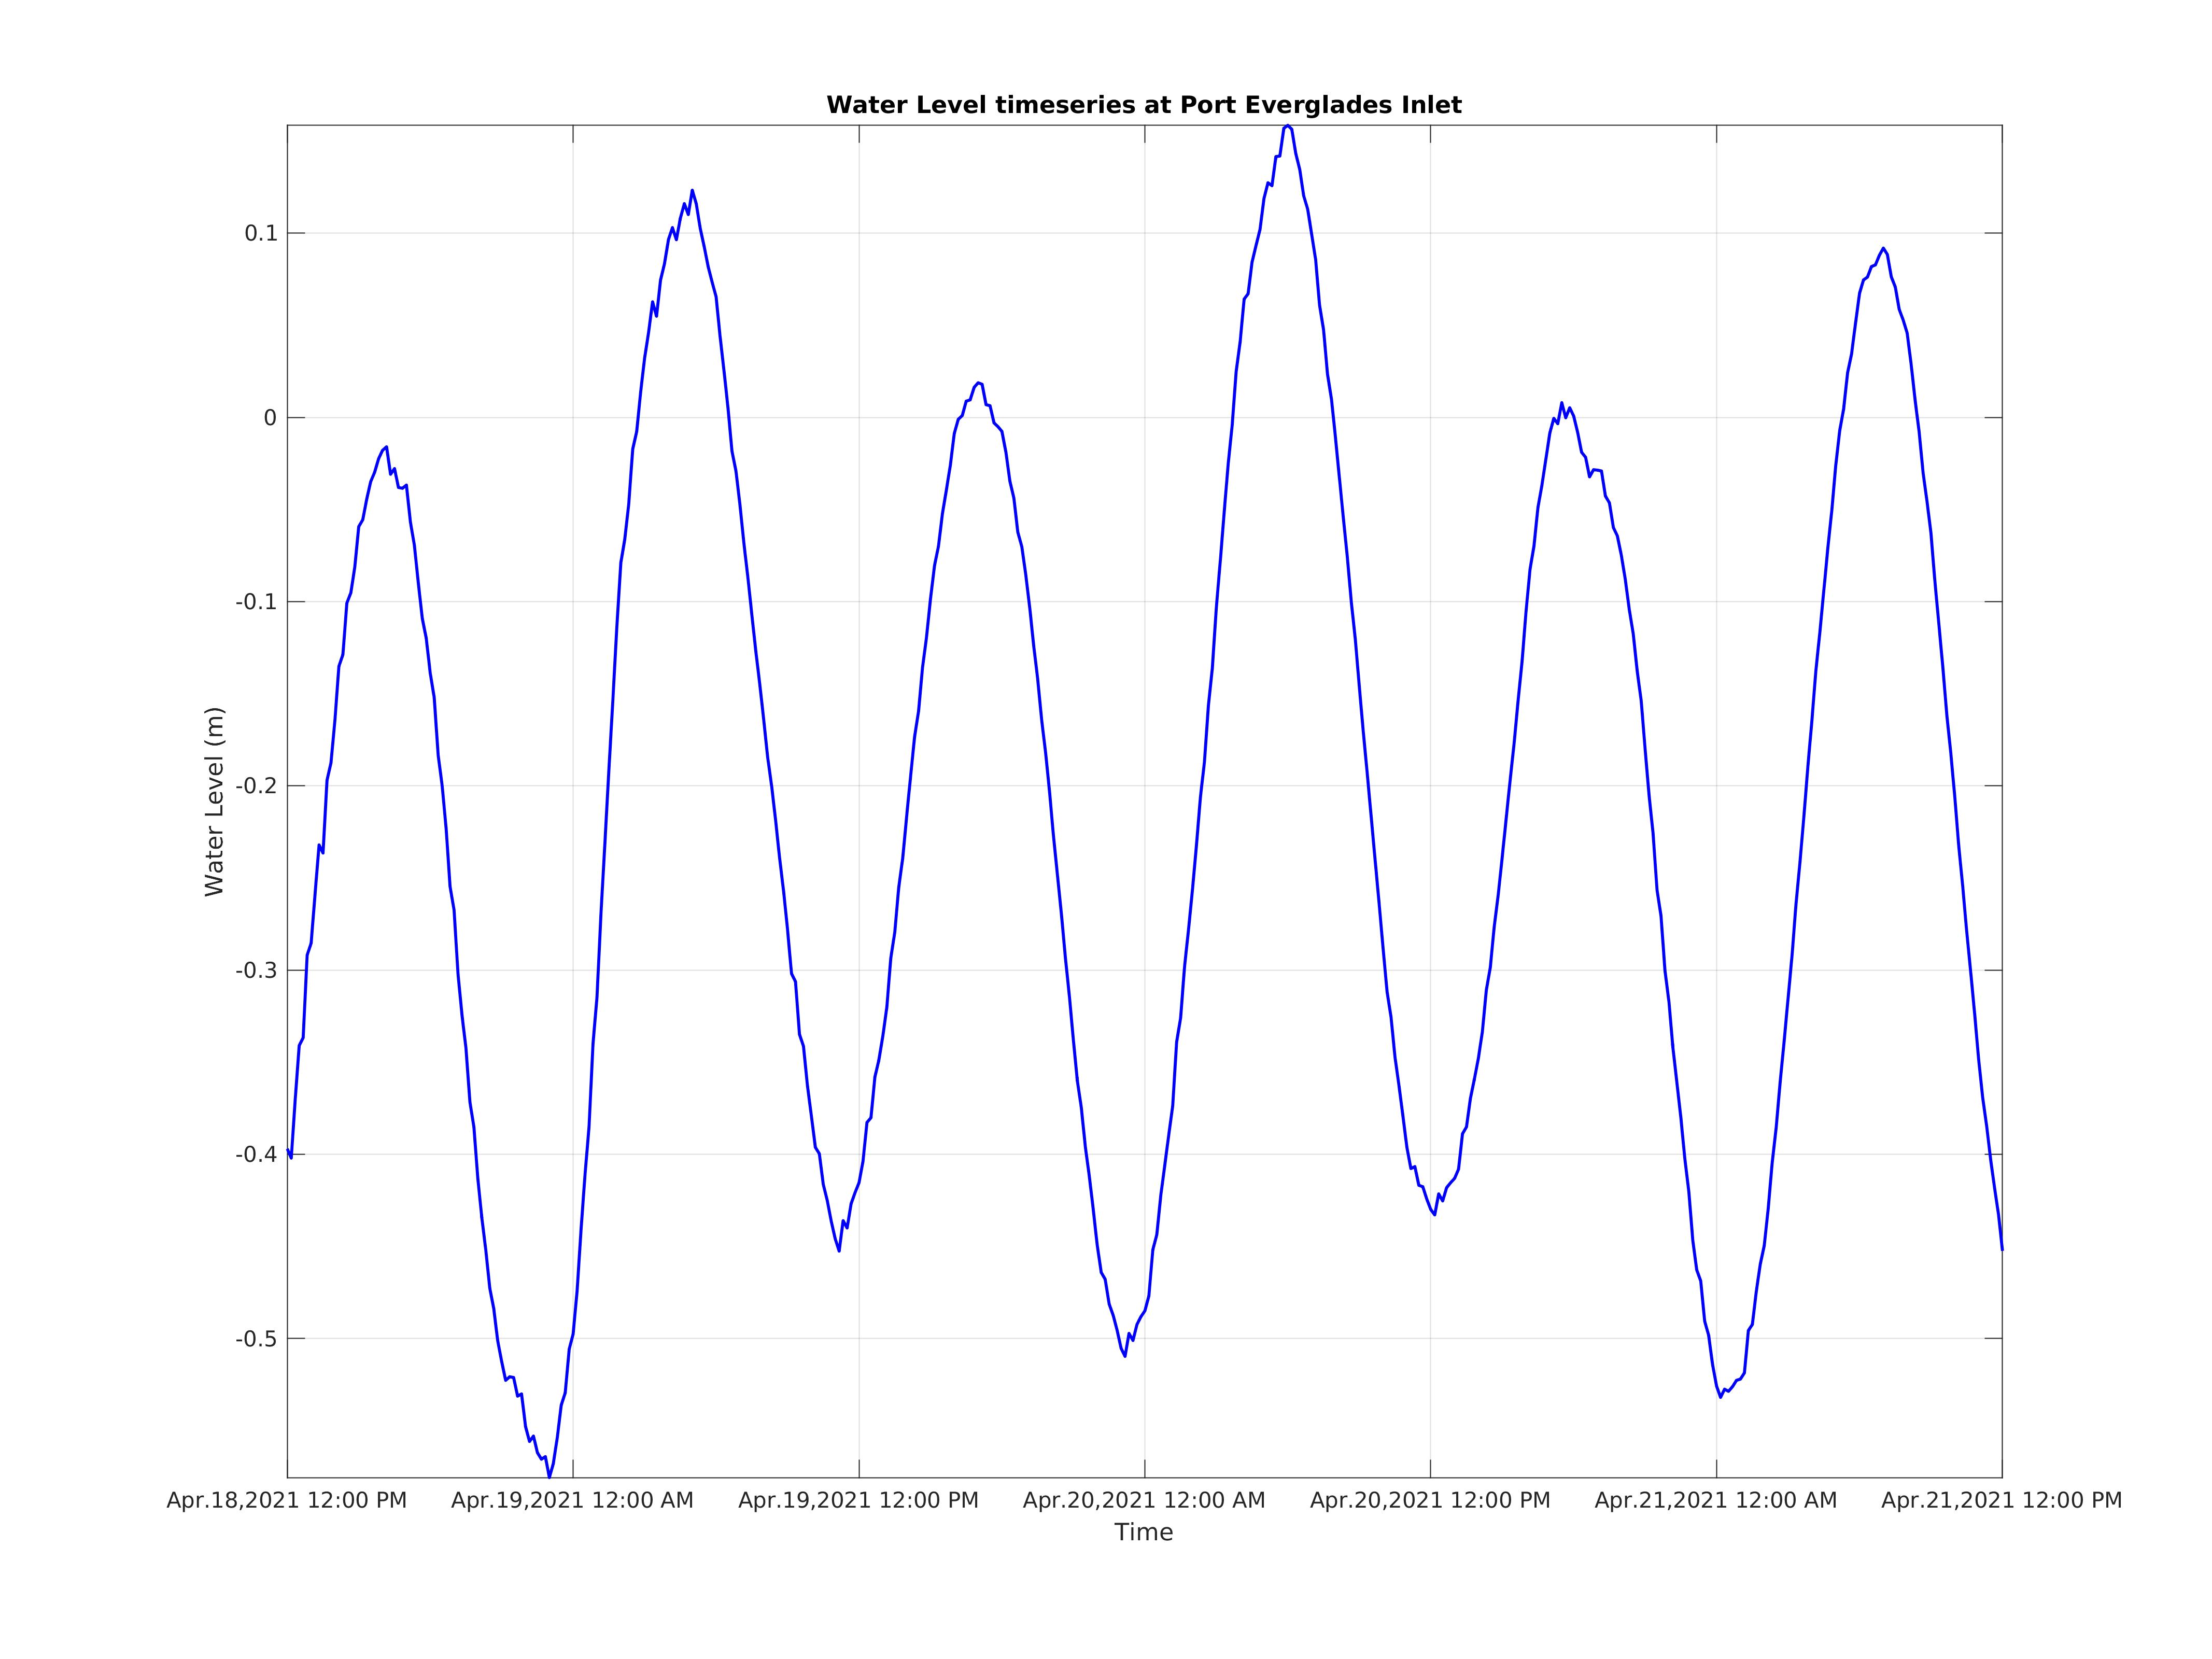 Water Level timeseries at Port Everglades Inlet
0.1
0
-0.1
-0.2
-0.3
-0.4
-0.5
Water Level (m)
Apr.18,2021 12:00 PM Apr.19,2021 12:00 AM Apr.19,2021 12:00 PM Apr.20,2021 12:00 AM Apr.20,2021 12:00 PM Apr.21,2021 12:00 AM Apr.21,2021 12:00 PM
Time